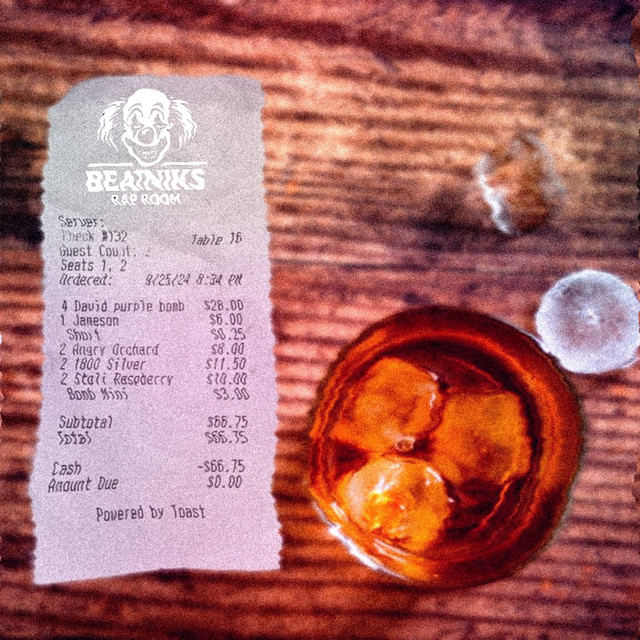 BEATNIKS
RAP ROOM
Server:
Check #132 Table 16
Guest Count: 2
Seats 1, 2
Ordered: 9/25/24 8:34 PM
4 David purple bomb $28.00
1 Jameson $6.00
Short $0.25
2 Angry Orchard $8.00
2 1800 Silver $11.50
2 Stoli Raspberry $10.00
Bomb Mini $3.00
Subtotal $66.75
Total $66.75
Cash -$66.75
Amount Due $0.00
Powered by Toast